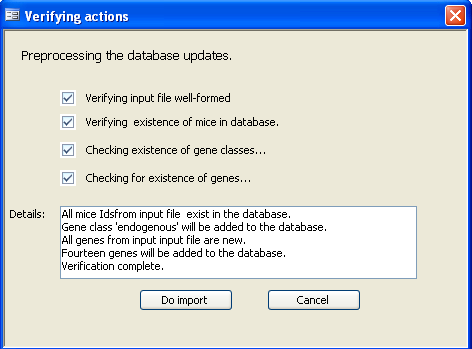 Verifying actions
Preprocessing the database updates.
Verifying input file well-formed
Verifying existence of mice in database.
Checking existence of gene classes...
Checking for existence of genes...
Details:
All mice Idsfrom input file exist in the database.
Gene class 'endogenous' will be added to the database.
All genes from input input file are new.
Fourteen genes will be added to the database.
Verification complete.
Do import
Cancel